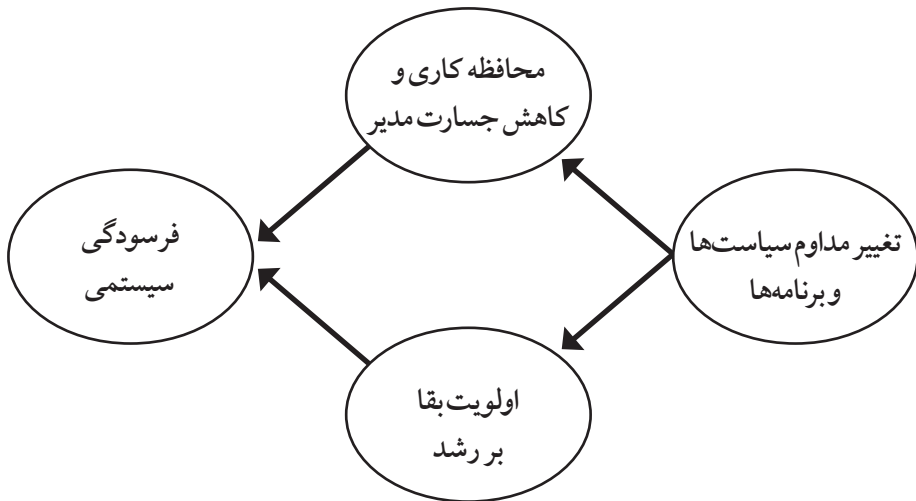 محافظه کاری و
کاهش جسارت مدیر
تغییر مداوم سیاست‌ها
و برنامه‌ها
فرسودگی
سیستمی
اولویت بقا
بر رشد